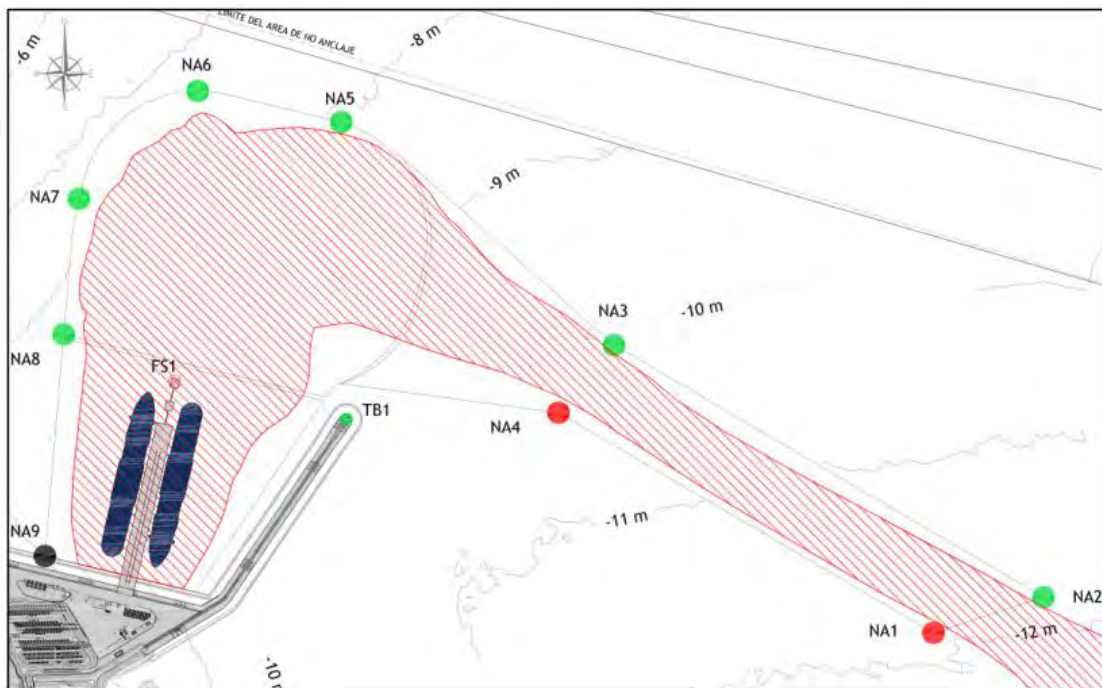 LIMITE DEL AREA DE NO ANCLAJE
-6 m
-8 m
NA6
NA5
NA7
-9 m
NA3
-10 m
NA8
FS1
TB1
NA4
-11 m
NA9
NA2
NA1
-12 m
-10 m